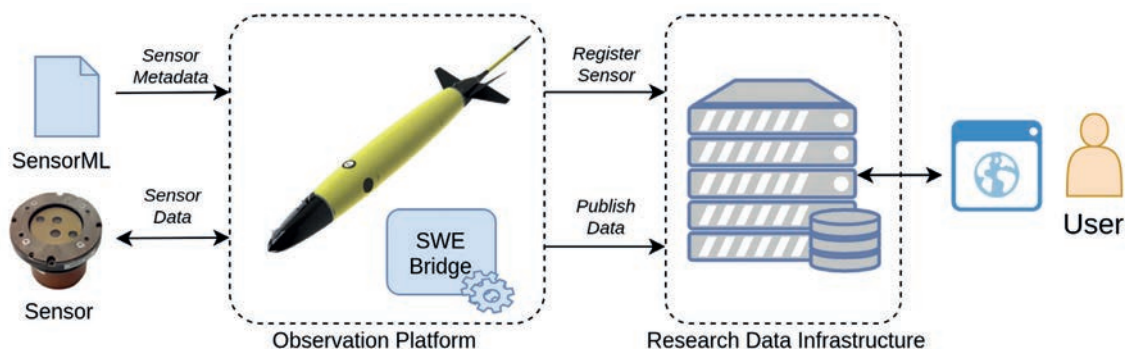 Sensor
Metadata
SensorML
Sensor
Data
Sensor
SWE
Bridge
Observation Platform
Register
Sensor
Publish
Data
Research Data Infrastructure
User